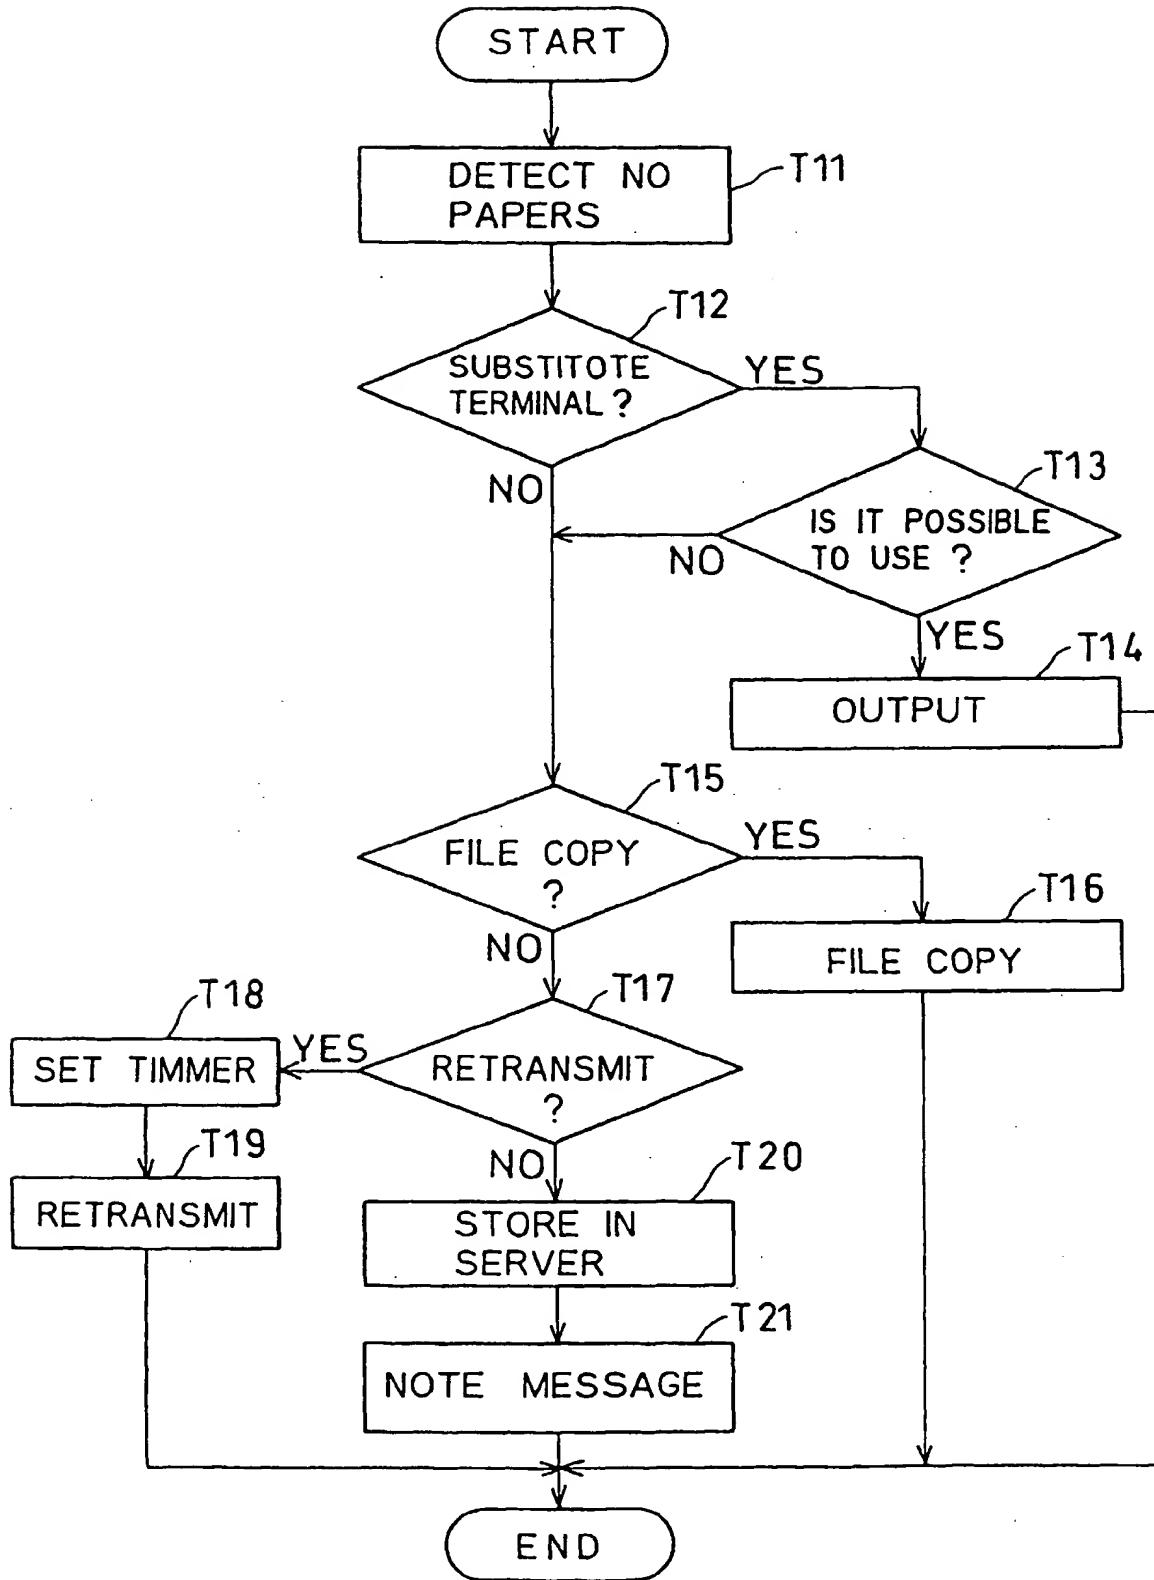 START
DETECT NO
PAPERS
T11
T12
SUBSTITOTE
TERMINAL ?
YES
NO
T13
IS IT POSSIBLE
TO USE ?
NO
YES
T14
OUTPUT
T15
FILE COPY
?
YES
NO
T16
FILE COPY
T17
RETRANSMIT
?
YES
T18
SET TIMMER
T19
RETRANSMIT
NO
T20
STORE IN
SERVER
T21
NOTE MESSAGE
END